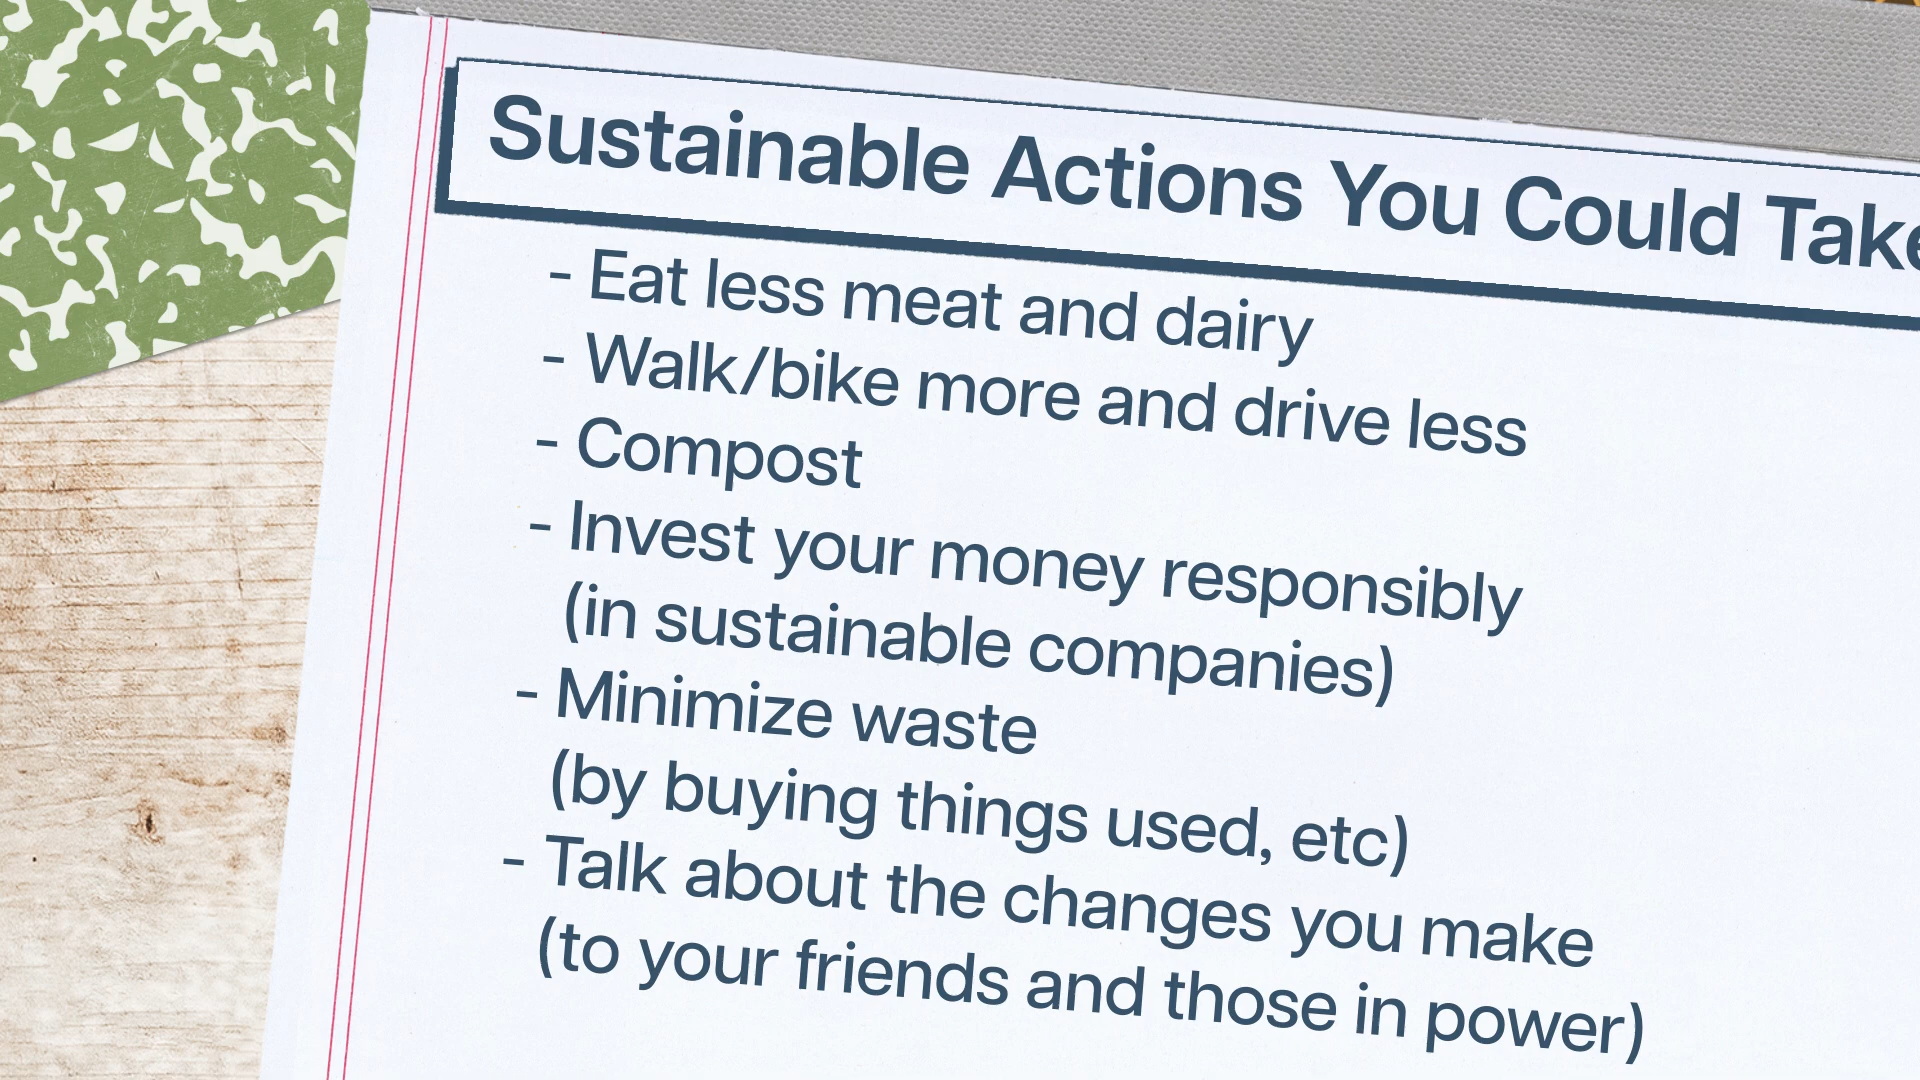 Sustainable Actions You Could Take
- Eat less meat and dairy
- Walk/bike more and drive less
- Compost
- Invest your money responsibly
(in sustainable companies)
- Minimize waste
(by buying things used, etc)
- Talk about the changes you make
(to your friends and those in power)